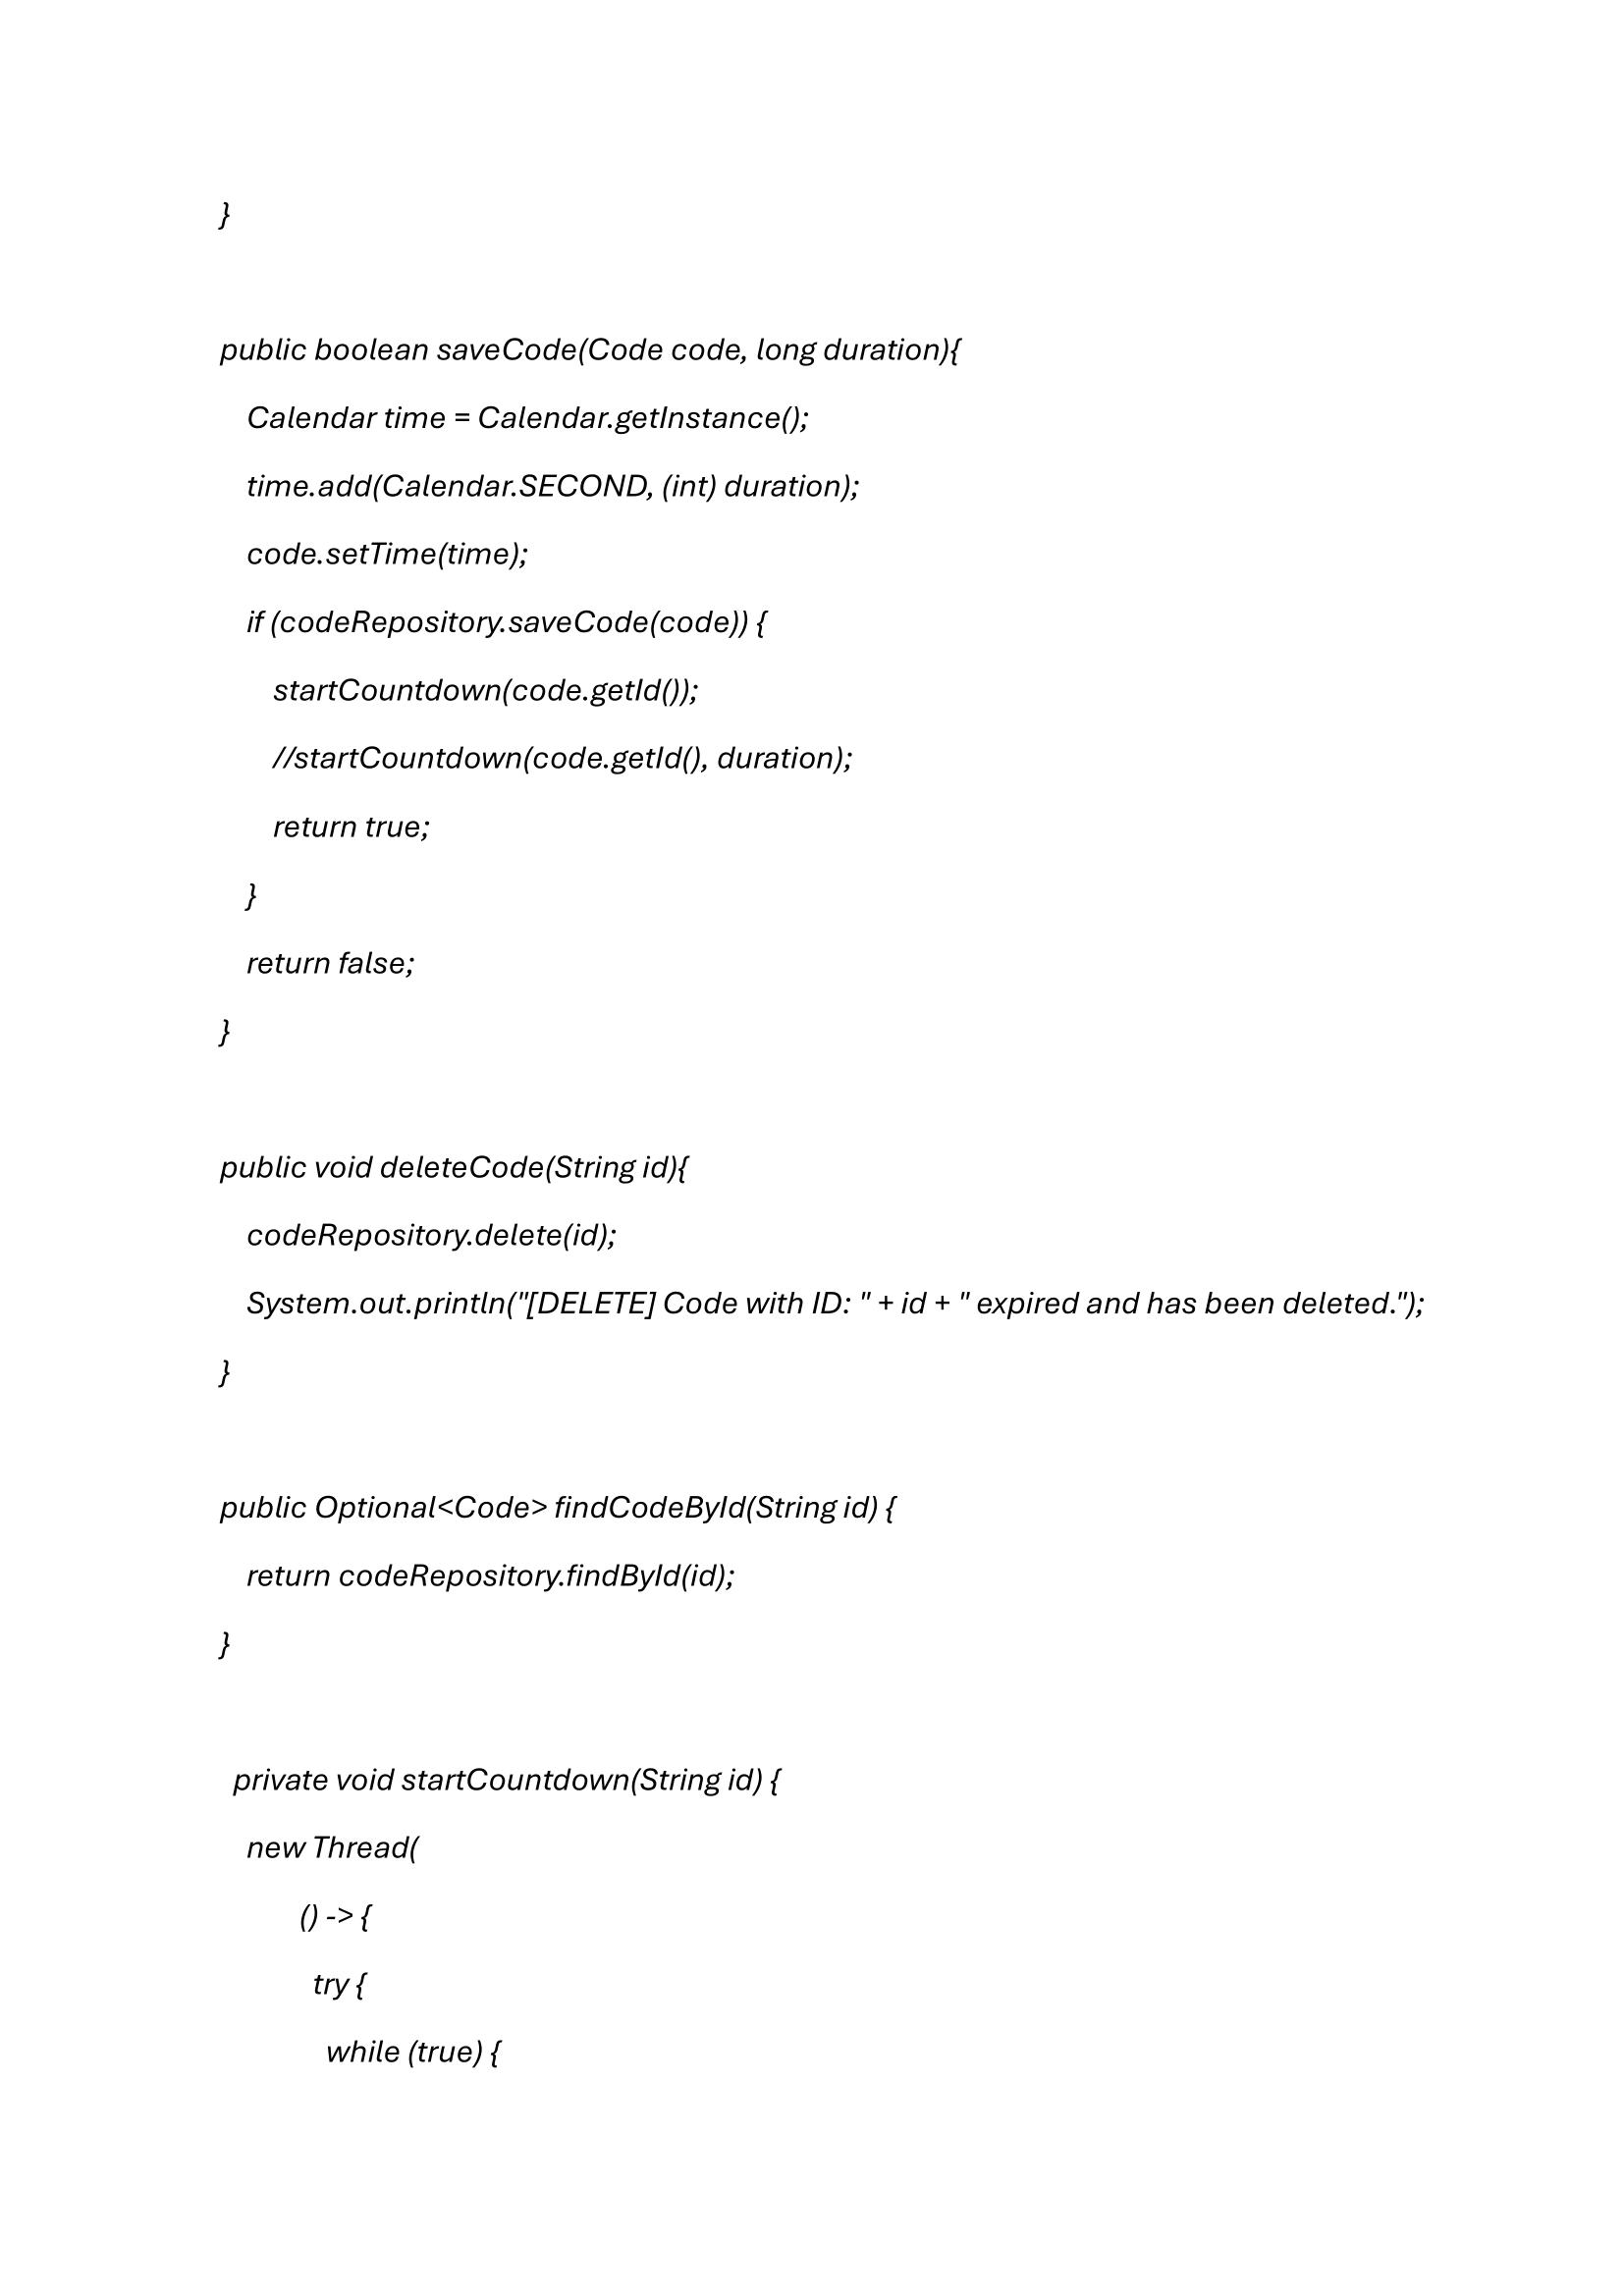 }
public boolean saveCode(Code code, long duration){
Calendar time = Calendar.getInstance();
time.add(Calendar.SECOND, (int) duration);
code.setTime(time);
if (codeRepository.saveCode(code)) {
startCountdown(code.getId());
//startCountdown(code.getId(), duration);
return true;
}
return false;
}
public void deleteCode(String id){
codeRepository.delete(id);
System.out.println("[DELETE] Code with ID: " + id + " expired and has been deleted.");
}
public Optional<Code> findCodeById(String id) {
return codeRepository.findById(id);
}
private void startCountdown(String id) {
new Thread(
() -> {
try {
while (true) {